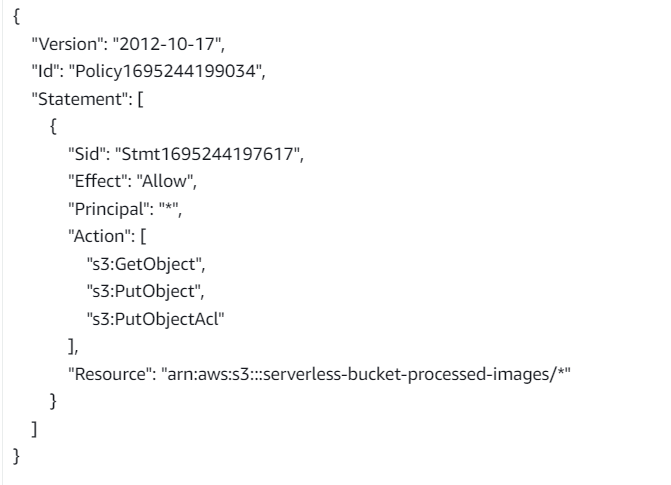 {
"Version": "2012-10-17",
"Id": "Policy1695244199034",
"Statement": [
{
"Sid": "Stmt1695244197617",
"Effect": "Allow",
"Principal": "*",
"Action": [
"s3:GetObject",
"s3:PutObject",
"s3:PutObjectAcl"
],
"Resource": "arn:aws:s3:::serverless-bucket-processed-images/*"
}
]
}